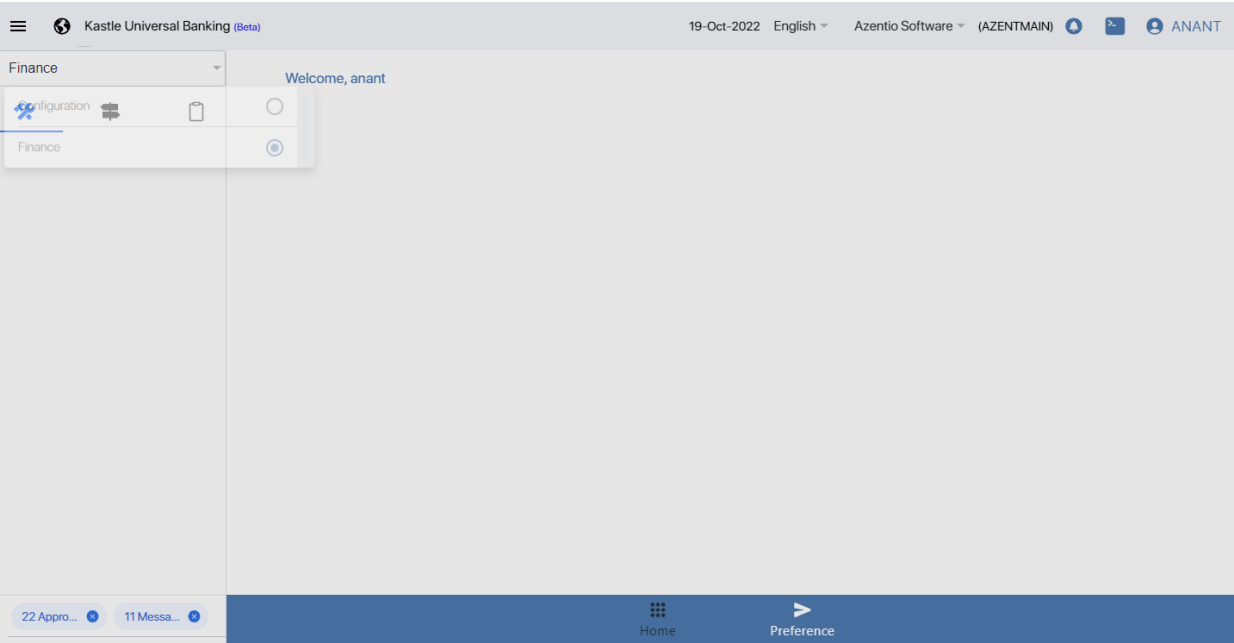 Kastle Universal Banking (Beta)
19-Oct-2022 English Azentio Software (AZENTMAIN) ANANT
Finance
Welcome, anant
Configuration
Finance
22 Appro... 11 Messa...
Home
Preference